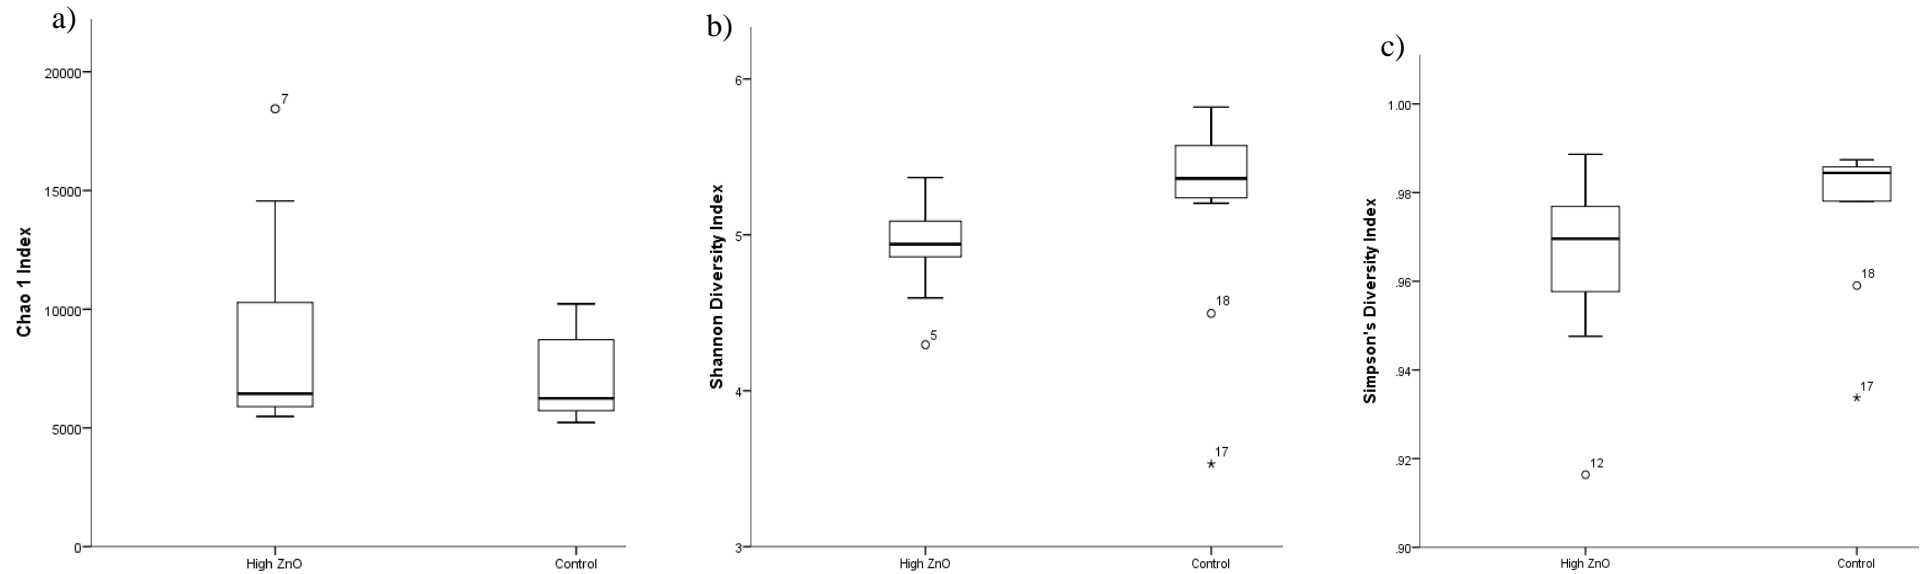 a)
Chao 1 Index
20000
15000
10000
5000
0
7
High ZnO
Control
b)
Shannon Diversity Index
6
5
4
3
5
18
17
High ZnO
Control
c)
Simpson's Diversity Index
1.00
.98
.96
.94
.92
.90
12
18
17
High ZnO
Control